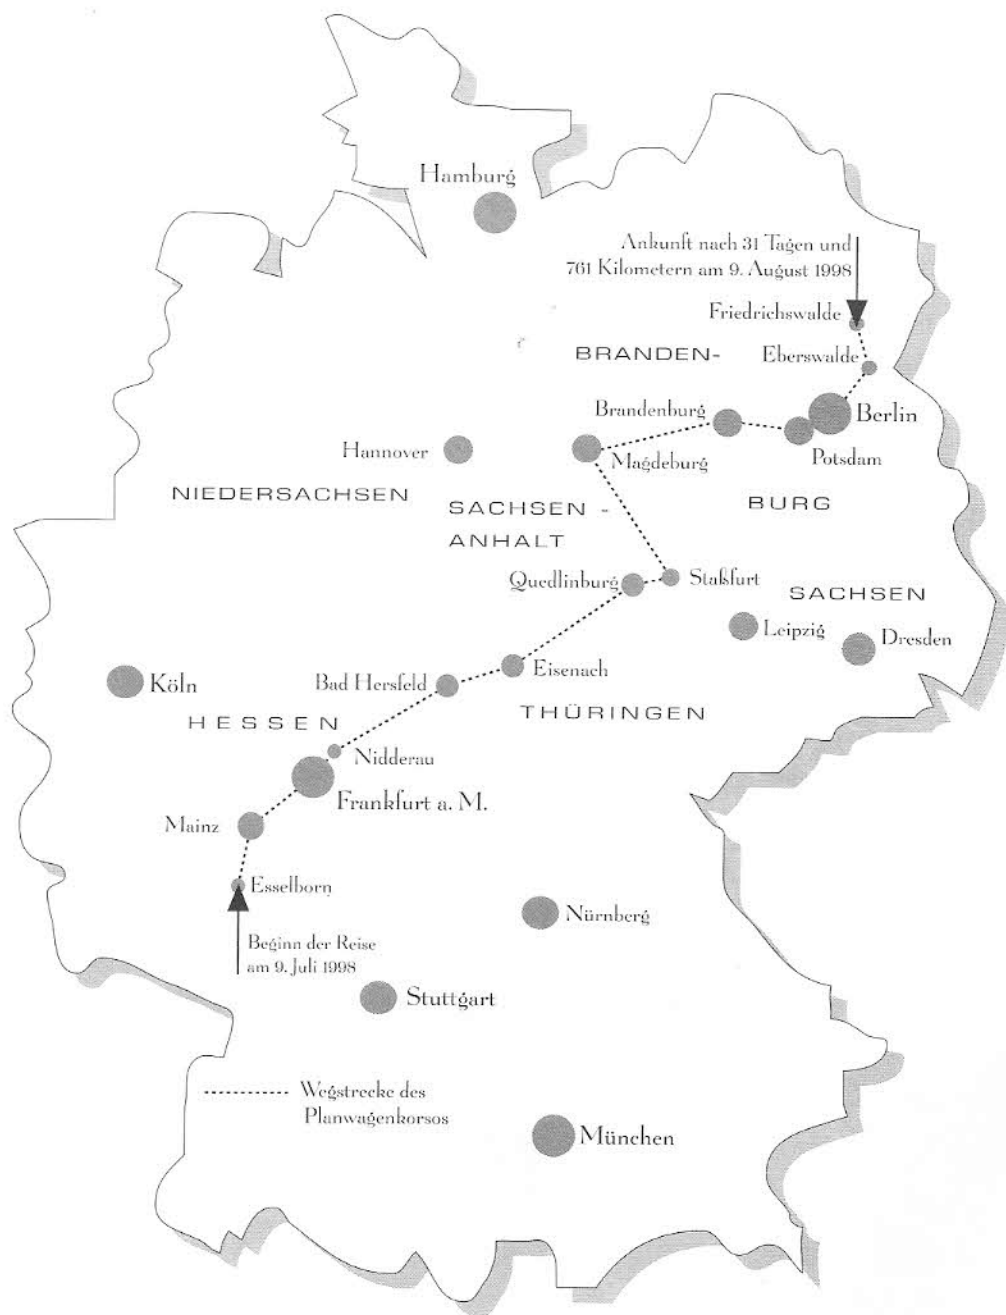 Hamburg
Ankunft nach 31 Tagen und
761 Kilometern am 9. August 1998
Friedrichswalde
BRANDEN-
Eberswalde
Brandenburg
Berlin
Hannover
Magdeburg
Potsdam
NIEDERSACHSEN
SACHSEN -
BURG
ANHALT
Quedlinburg
Staßfurt
SACHSEN
Leipzig
Dresden
Köln
Bad Hersfeld
Eisenach
HESSEN
THÜRINGEN
Nidderau
Frankfurt a. M.
Mainz
Esselborn
Nürnberg
Beginn der Reise
am 9. Juli 1998
Stuttgart
Wegstrecke des
Planwagenkorsos
München